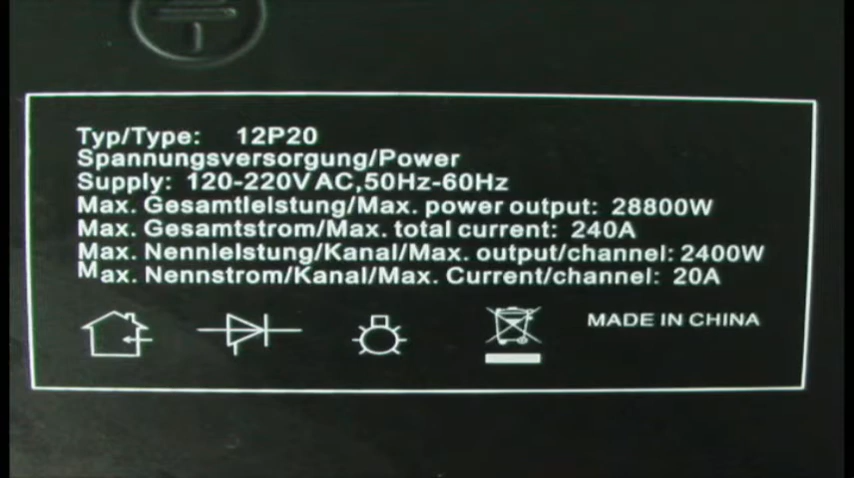 Typ/Type: 12P20
Spannungsversorgung/Power
Supply: 120-220V AC,50Hz-60Hz
Max. Gesamtlelstung/Max. power output: 28800W
Max. Gesamtstrom/Max. total current: 240A
Max. Nennlelstung/Kanal/Max. output/channel: 2400W
Max. Nennstrom/Kanal/Max. Current/channel: 20A
MADE IN CHINA